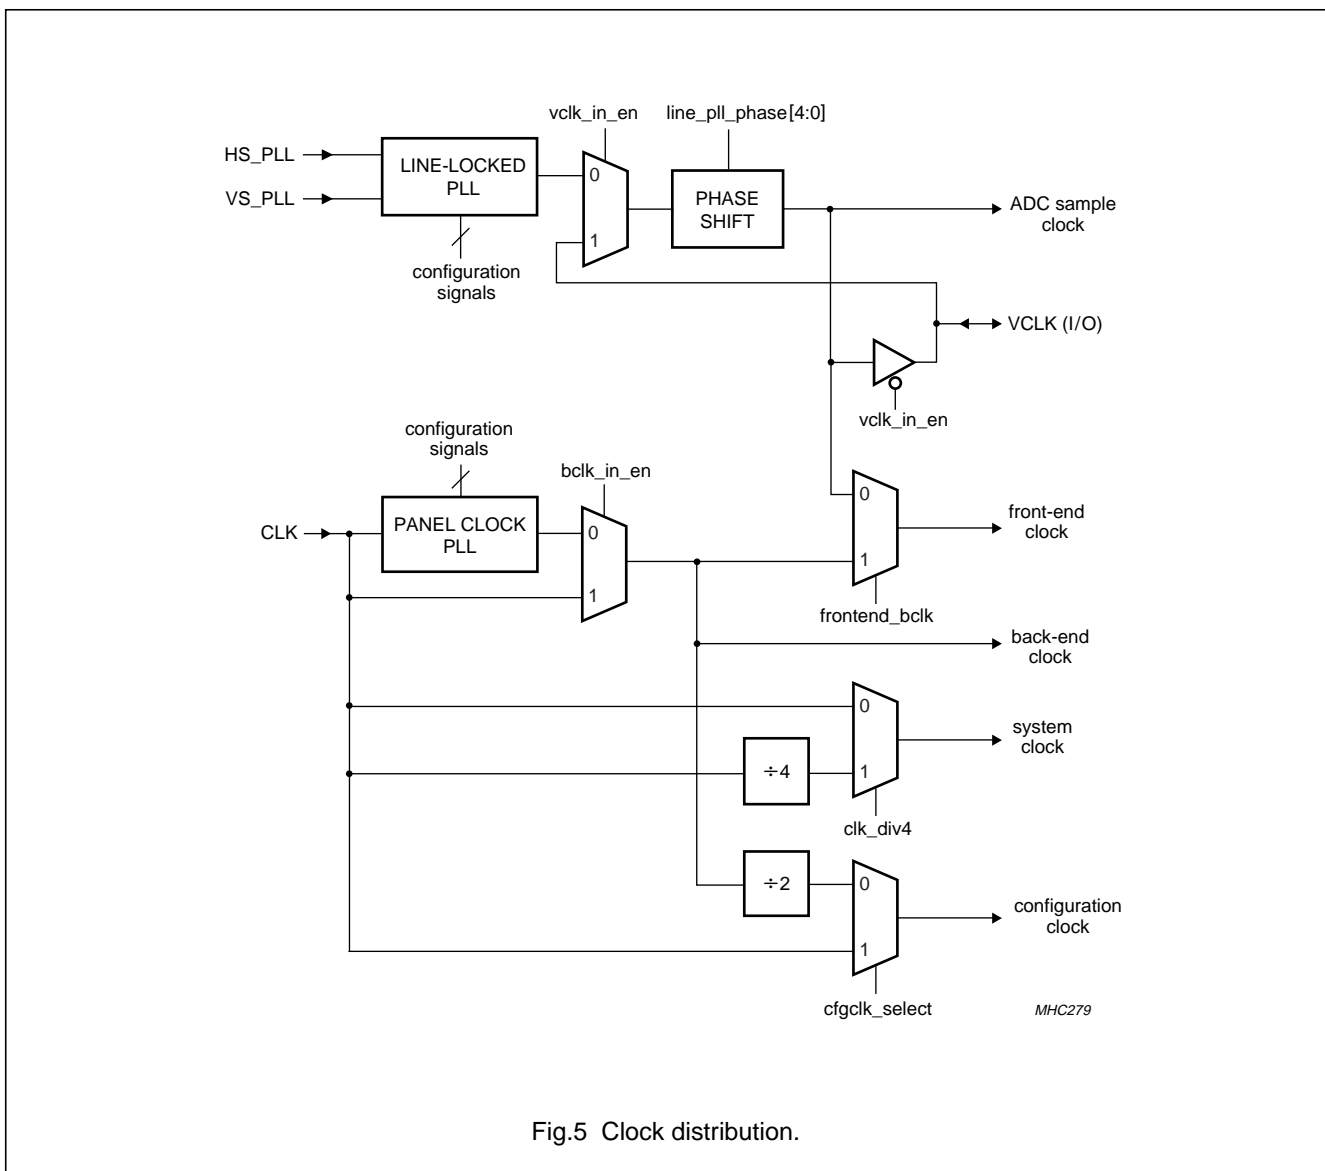 vclk_in_en
line_pll_phase[4:0]
HS_PLL
VS_PLL
LINE-LOCKED
PLL
0
1
PHASE
SHIFT
ADC sample
clock
configuration
signals
VCLK (I/O)
vclk_in_en
configuration
signals
bclk_in_en
CLK
PANEL CLOCK
PLL
0
1
0
1
front-end
clock
frontend_bclk
back-end
clock
0
1
÷4
system
clock
clk_div4
÷2
0
1
configuration
clock
cfgclk_select
MHC279
Fig.5 Clock distribution.